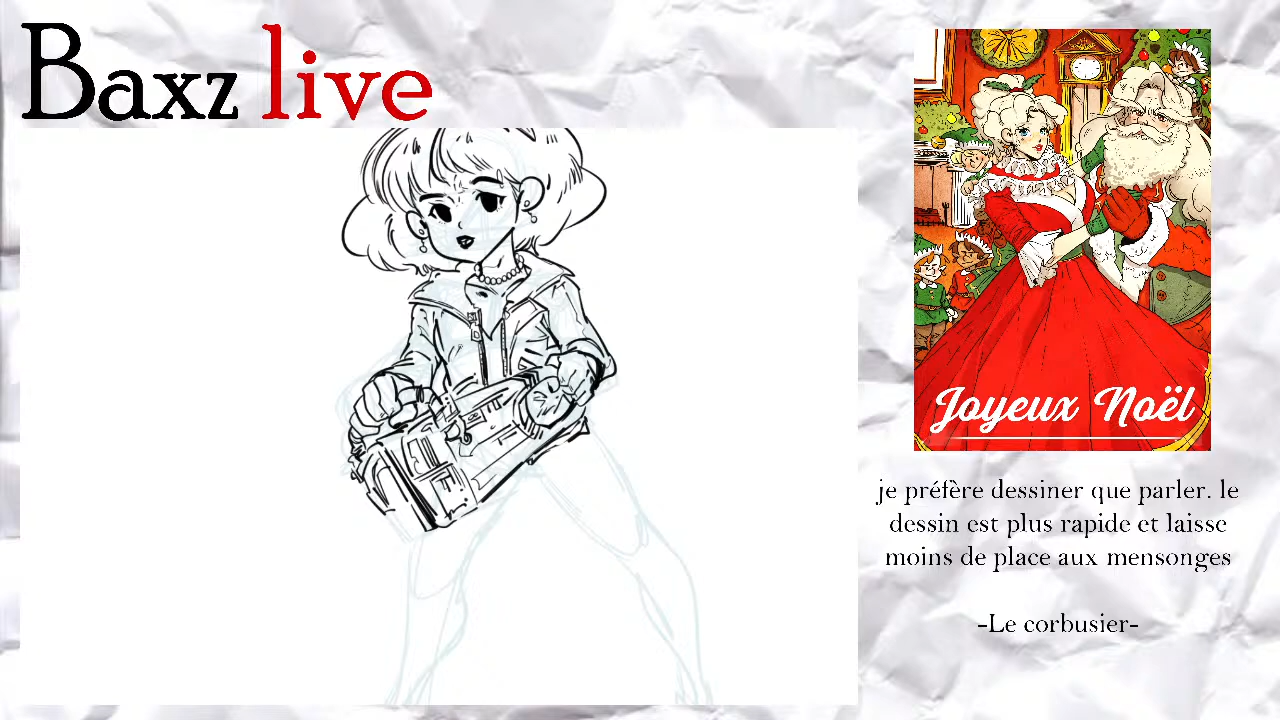 Baxz live
Joyeux Noël
je préfère dessiner que parler. le
dessin est plus rapide et laisse
moins de place aux mensonges
-Le corbusier-